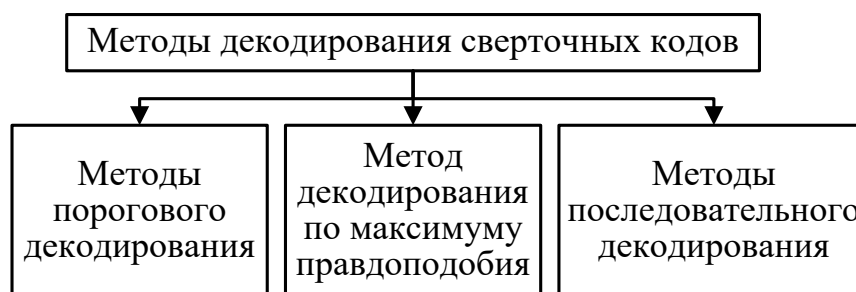 Методы декодирования сверточных кодов
Методы
порогового
декодирования
Метод
декодирования
по максимуму
правдоподобия
Методы
последовательного
декодирования